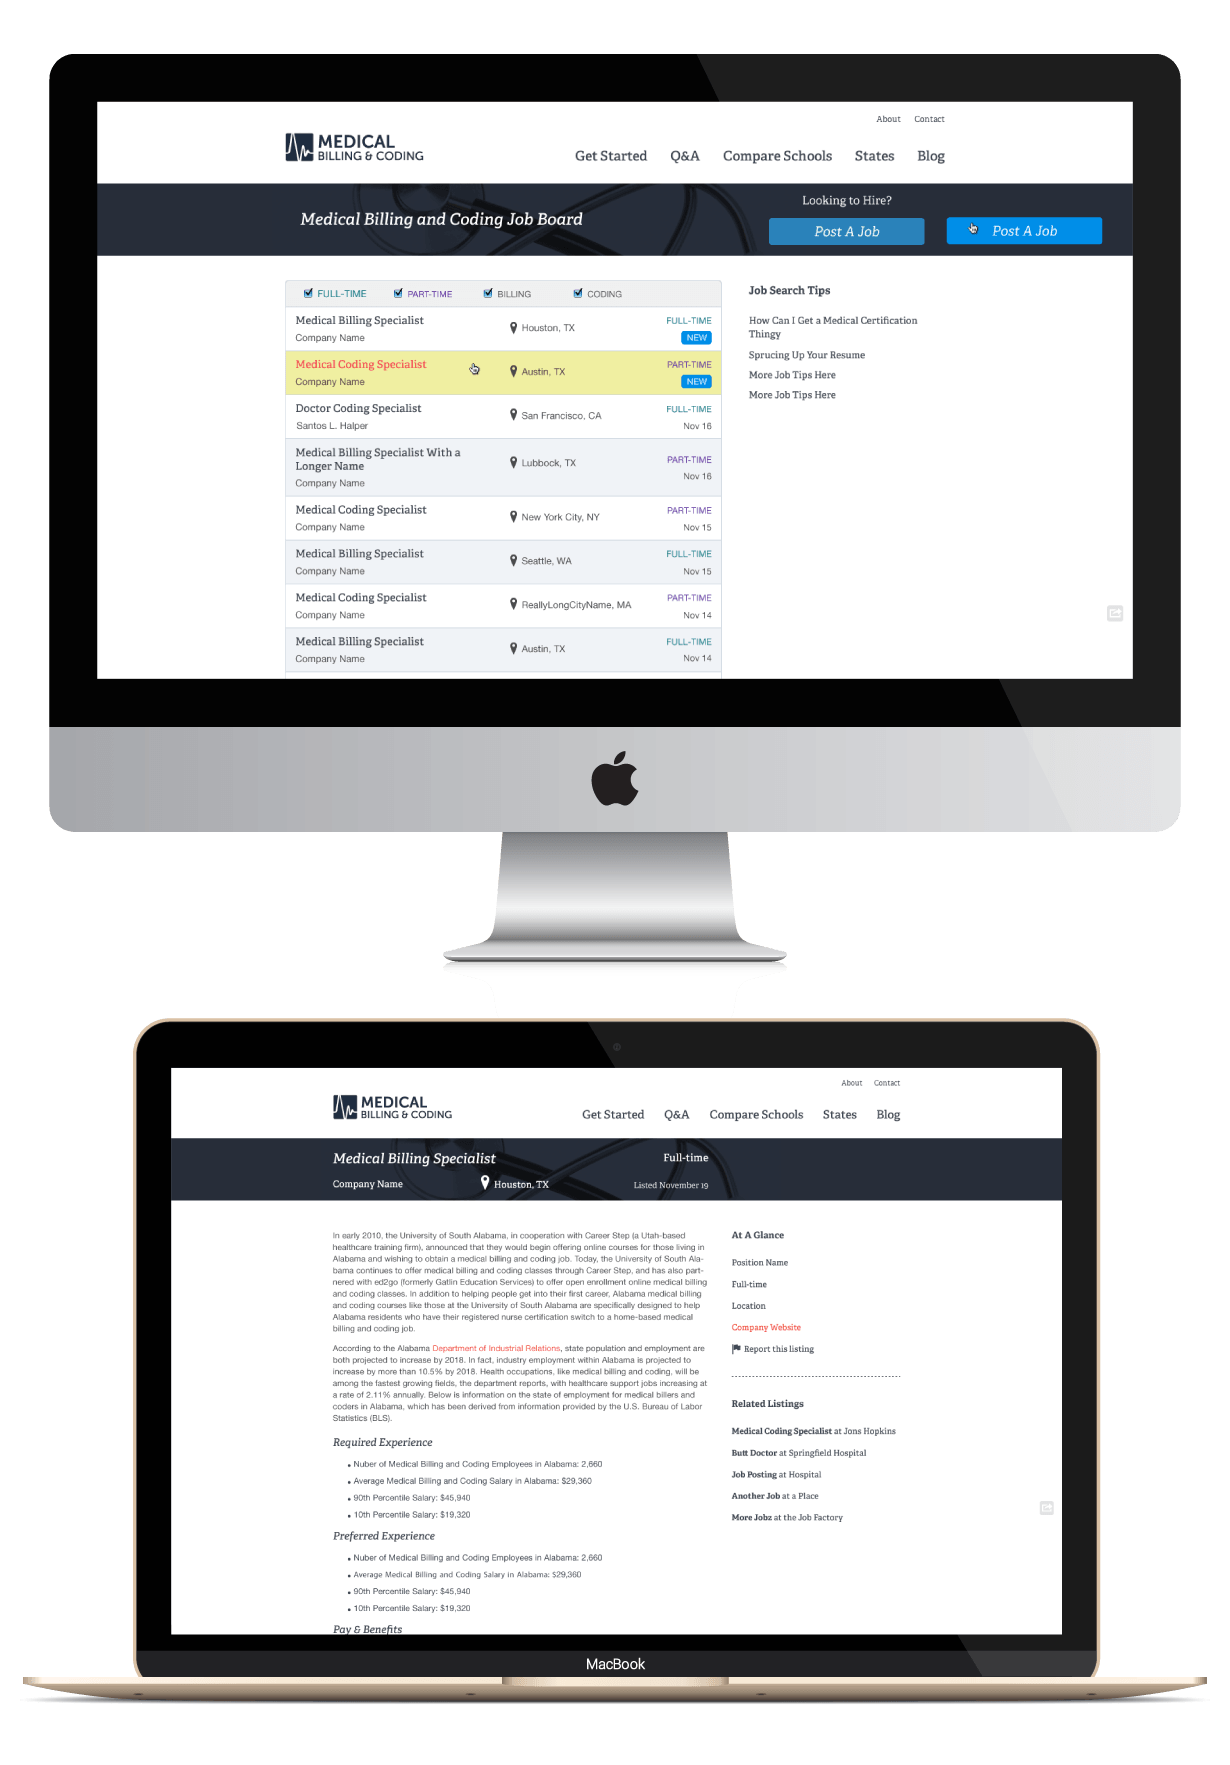 About Contact
MEDICAL
BILLING & CODING
Get Started Q&A Compare Schools States Blog
Medical Billing and Coding Job Board
Looking to Hire?
Post A Job Post A Job
FULL-TIME PART-TIME BILLING CODING
Medical Billing Specialist
Company Name
Houston, TX
FULL-TIME
NEW
Medical Coding Specialist
Company Name
Austin, TX
PART-TIME
NEW
Doctor Coding Specialist
Santos L. Halper
San Francisco, CA
FULL-TIME
Nov 16
Medical Billing Specialist With a
Longer Name
Company Name
Lubbock, TX
PART-TIME
Nov 16
Medical Coding Specialist
Company Name
New York City, NY
PART-TIME
Nov 15
Medical Billing Specialist
Company Name
Seattle, WA
FULL-TIME
Nov 15
Medical Coding Specialist
Company Name
ReallyLongCityName, MA
PART-TIME
Nov 14
Medical Billing Specialist
Company Name
Austin, TX
FULL-TIME
Nov 14
Job Search Tips
How Can I Get a Medical Certification
Thingy
Sprucing Up Your Resume
More Job Tips Here
More Job Tips Here
About Contact
MEDICAL
BILLING & CODING
Get Started Q&A Compare Schools States Blog
Medical Billing Specialist
Full-time
Company Name
Houston, TX
Listed November 19
In early 2010, the University of South Alabama, in cooperation with Career Step (a Utah-based
healthcare training firm), announced that they would begin offering online courses for those living in
Alabama and wishing to obtain a medical billing and coding job. Today, the University of South Ala-
bama continues to offer medical billing and coding classes through Career Step, and has also part-
nered with ed2go (formerly Gatlin Education Services) to offer open enrollment online medical billing
and coding classes. In addition to helping people get into their first career, Alabama medical billing
and coding courses like those at the University of South Alabama are specifically designed to help
Alabama residents who have their registered nurse certification switch to a home-based medical
billing and coding job.
According to the Alabama Department of Industrial Relations, state population and employment are
both projected to increase by 2018. In fact, industry employment within Alabama is projected to
increase by more than 10.5% by 2018. Health occupations, like medical billing and coding, will be
among the fastest growing fields, the department reports, with healthcare support jobs increasing at
a rate of 2.11% annually. Below is information on the state of employment for medical billers and
coders in Alabama, which has been derived from information provided by the U.S. Bureau of Labor
Statistics (BLS).
Required Experience
• Nuber of Medical Billing and Coding Employees in Alabama: 2,660
• Average Medical Billing and Coding Salary in Alabama: $29,360
• 90th Percentile Salary: $45,940
• 10th Percentile Salary: $19,320
Preferred Experience
• Nuber of Medical Billing and Coding Employees in Alabama: 2,660
• Average Medical Billing and Coding Salary in Alabama: $29,360
• 90th Percentile Salary: $45,940
• 10th Percentile Salary: $19,320
Pay & Benefits
At A Glance
Position Name
Full-time
Location
Company Website
Report this listing
Related Listings
Medical Coding Specialist at Jons Hopkins
Butt Doctor at Springfield Hospital
Job Posting at Hospital
Another Job at a Place
More Jobz at the Job Factory
MacBook